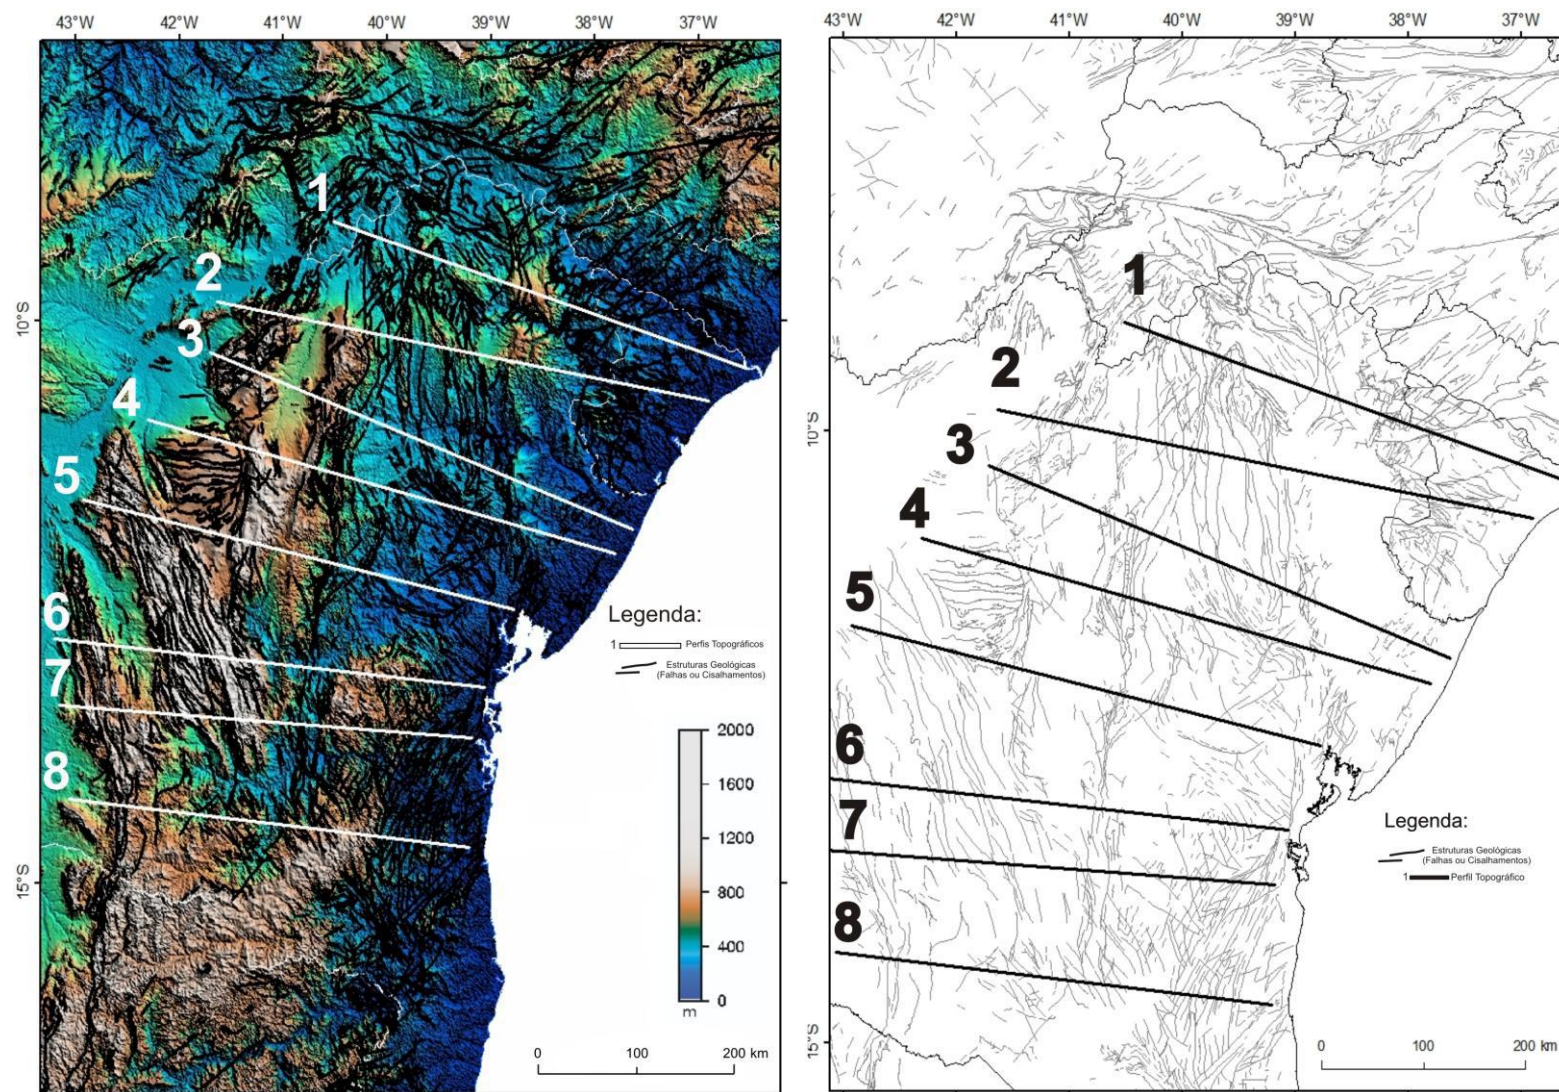 43°W 42°W 41°W 40°W 39°W 38°W 37°W
10°S
15°S
1
2
3
4
5
6
7
8
Legenda:
1 Perfis Topográficos
Estruturas Geológicas
(Falhas ou Cisalhamentos)
2000
1600
1200
800
400
0
m
0 100 200 km
43°W 42°W 41°W 40°W 39°W 38°W 37°W
10°S
15°S
1
2
3
4
5
6
7
8
Legenda:
Estruturas Geológicas
(Falhas ou Cisalhamentos)
1 Perfil Topográfico
0 100 200 km